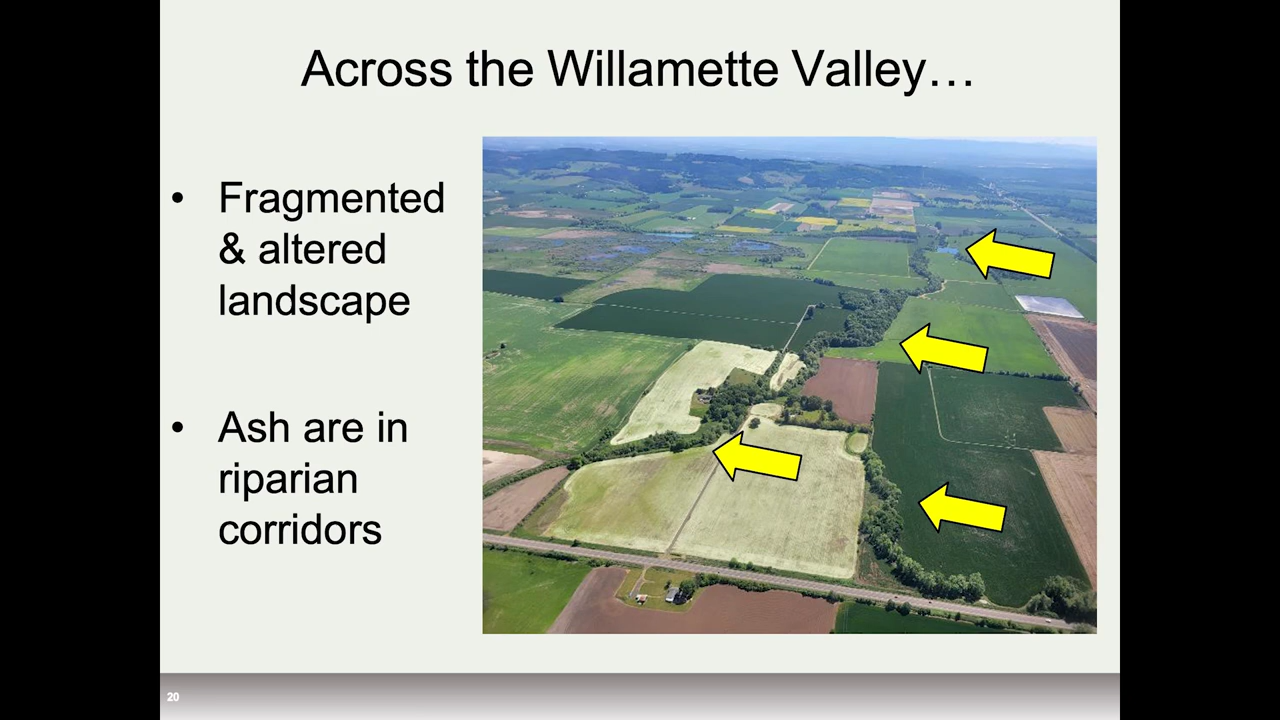 Across the Willamette Valley…
• Fragmented
& altered
landscape
• Ash are in
riparian
corridors
20